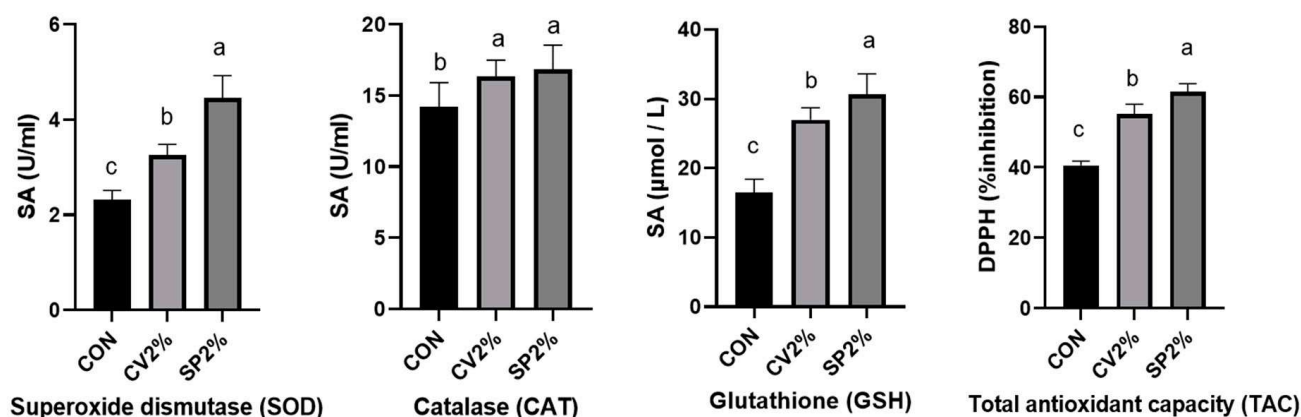 SA (U/ml)
6
4
2
0
c
b
a
CON
CV2%
SP2%
Superoxide dismutase (SOD)
SA (U/ml)
20
15
10
5
0
b
a
a
CON
CV2%
SP2%
Catalase (CAT)
SA (µmol / L)
40
30
20
10
0
c
b
a
CON
CV2%
SP2%
Glutathione (GSH)
DPPH (%inhibition)
80
60
40
20
0
c
b
a
CON
CV2%
SP2%
Total antioxidant capacity (TAC)